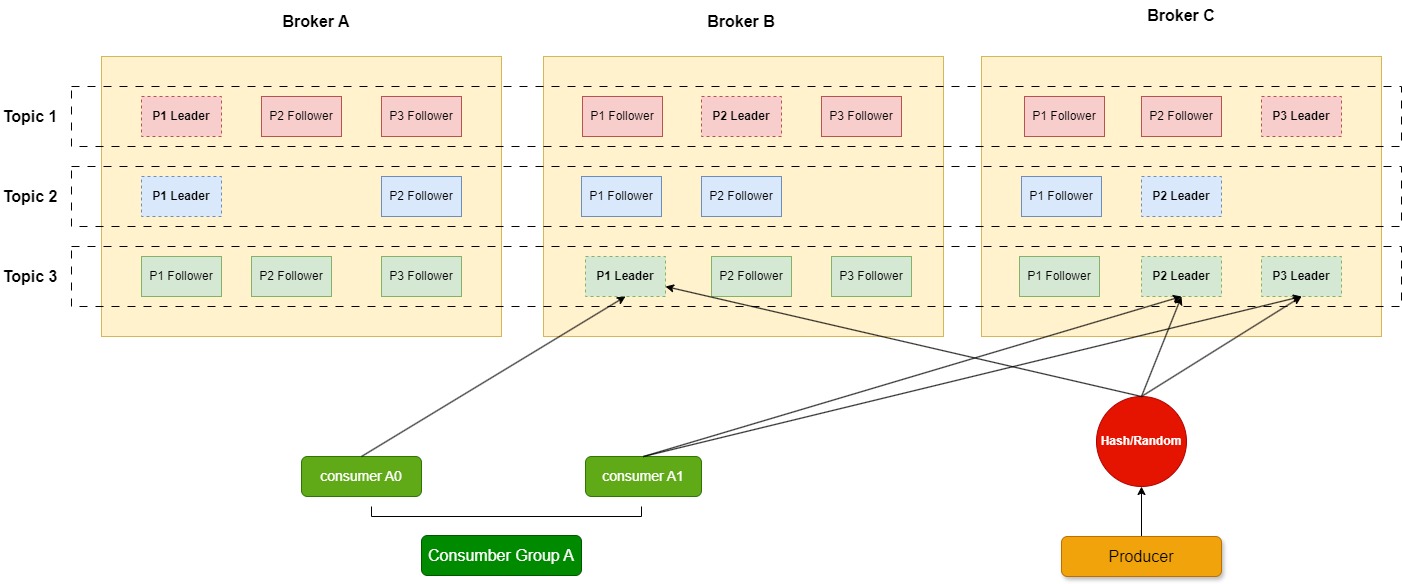 Broker A
Broker B
Broker C
Topic 1
P1 Leader
P2 Follower
P3 Follower
P1 Follower
P2 Leader
P3 Follower
P1 Follower
P2 Follower
P3 Leader
Topic 2
P1 Leader
P2 Follower
P1 Follower
P2 Follower
P1 Follower
P2 Leader
Topic 3
P1 Follower
P2 Follower
P3 Follower
P1 Leader
P2 Follower
P3 Follower
P1 Follower
P2 Leader
P3 Leader
Hash/Random
consumer A0
consumer A1
Consumber Group A
Producer